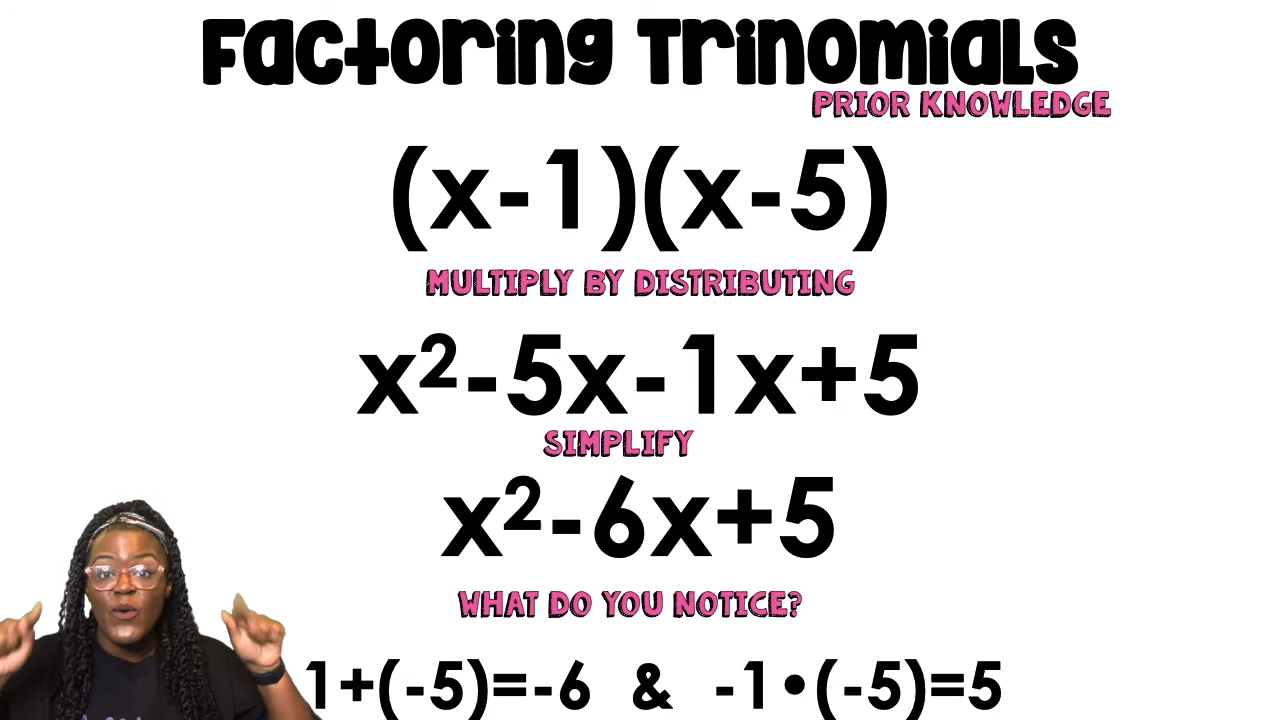 Factoring Trinomials
PRIOR KNOWLEDGE
(x-1)(x-5)
MULTIPLY BY DISTRIBUTING
x²-5x-1x+5
SIMPLIFY
x²-6x+5
WHAT DO YOU NOTICE?
1+(-5)=-6 & -1•(-5)=5